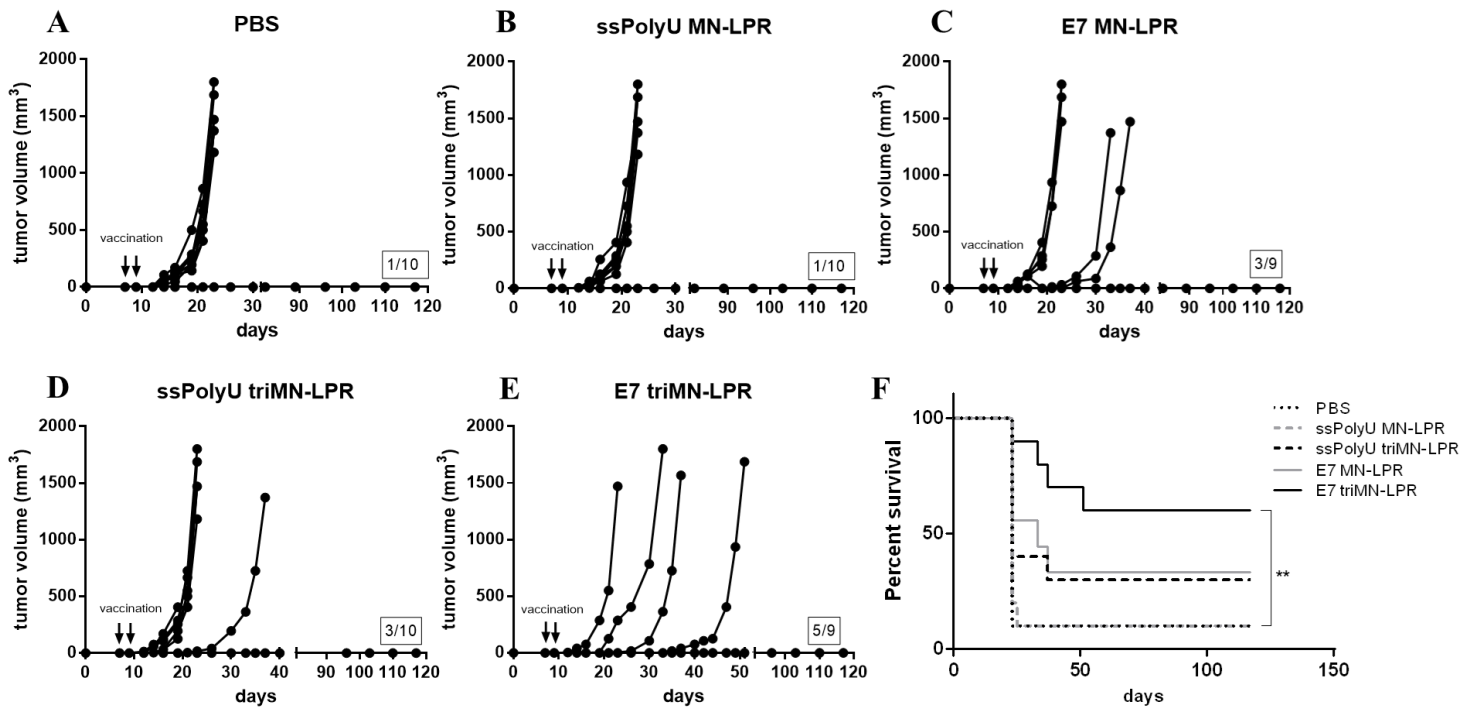 A
PBS
tumor volume (mm³)
2000
1500
1000
500
0
vaccination
1/10
0 10 20 30 90 100 110 120
days
B
ssPolyU MN-LPR
tumor volume (mm³)
2000
1500
1000
500
0
vaccination
1/10
0 10 20 30 90 100 110 120
days
C
E7 MN-LPR
tumor volume (mm³)
2000
1500
1000
500
0
vaccination
3/9
0 10 20 30 40 90 100 110 120
days
D
ssPolyU triMN-LPR
tumor volume (mm³)
2000
1500
1000
500
0
vaccination
3/10
0 10 20 30 40 90 100 110 120
days
E
E7 triMN-LPR
tumor volume (mm³)
2000
1500
1000
500
0
vaccination
5/9
0 10 20 30 40 50 100 110 120
days
F
Percent survival
100
50
0
0 50 100 150
days
PBS
ssPolyU MN-LPR
ssPolyU triMN-LPR
E7 MN-LPR
E7 triMN-LPR
**